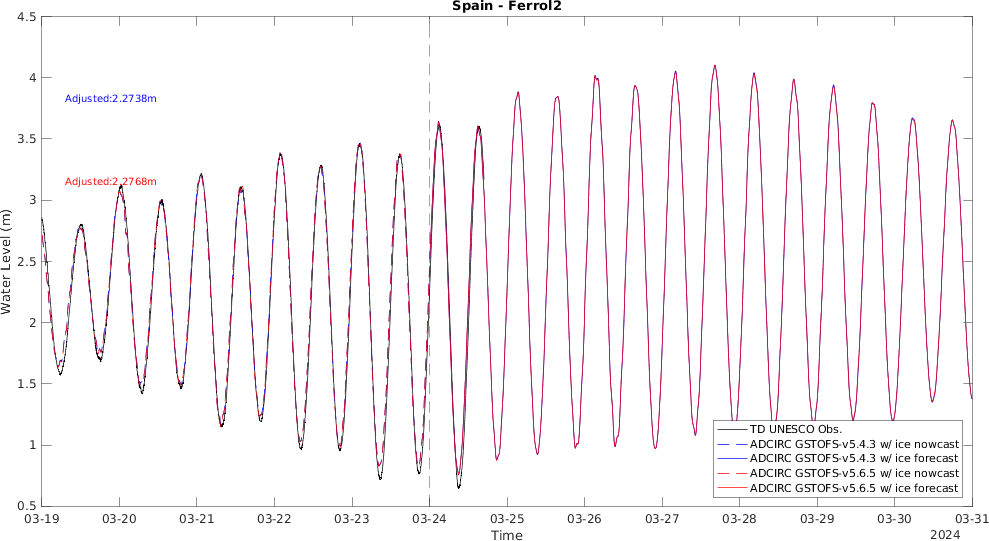 Spain - Ferrol2
4.5
4
3.5
3
2.5
2
1.5
1
0.5
Water Level (m)
Adjusted:2.2738m
Adjusted:2.2768m
TD UNESCO Obs.
ADCIRC GSTOFS-v5.4.3 w/ ice nowcast
ADCIRC GSTOFS-v5.4.3 w/ ice forecast
ADCIRC GSTOFS-v5.6.5 w/ ice nowcast
ADCIRC GSTOFS-v5.6.5 w/ ice forecast
03-19 03-20 03-21 03-22 03-23 03-24 03-25 03-26 03-27 03-28 03-29 03-30 03-31
Time
2024